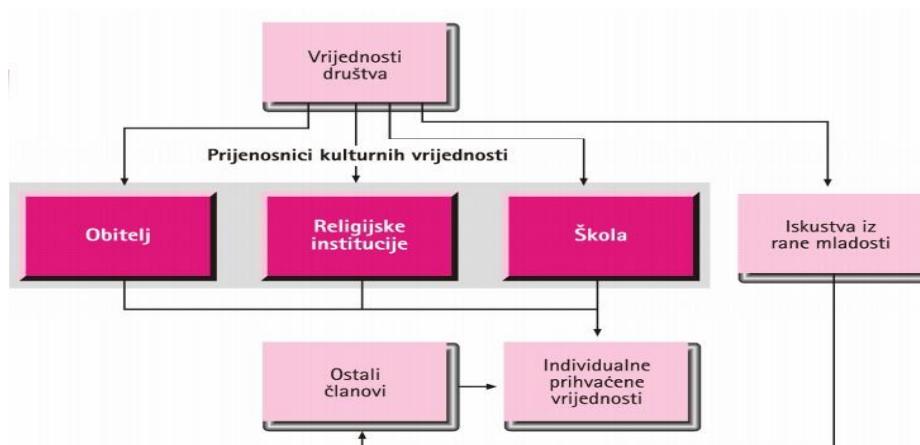 Vrijednosti
društva
Prijenosnici kulturnih vrijednosti
Obitelj
Religijske
institucije
Škola
Iskustva iz
rane mladosti
Ostali
članovi
Individualne
prihvaćene
vrijednosti